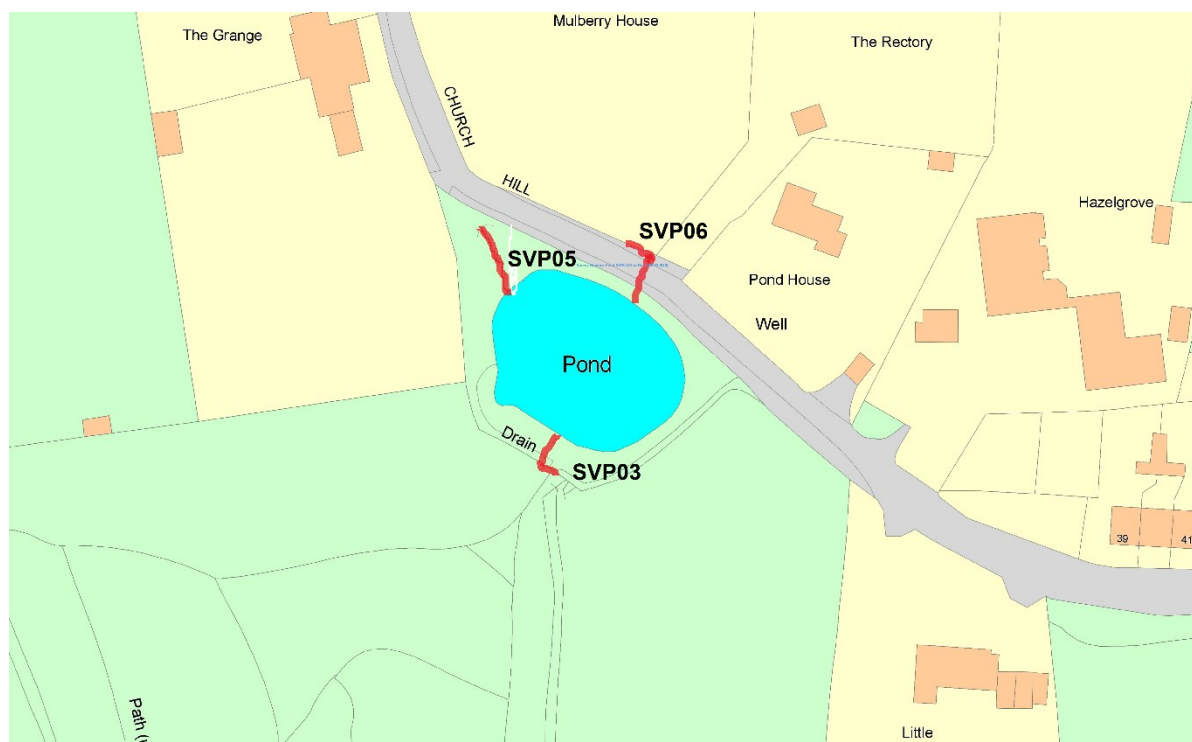 Mulberry House
The Grange
The Rectory
CHURCH
HILL
Hazelgrove
SVP06
SVP05
Pond House
Well
Pond
Drain
SVP03
39
41
Path
Little